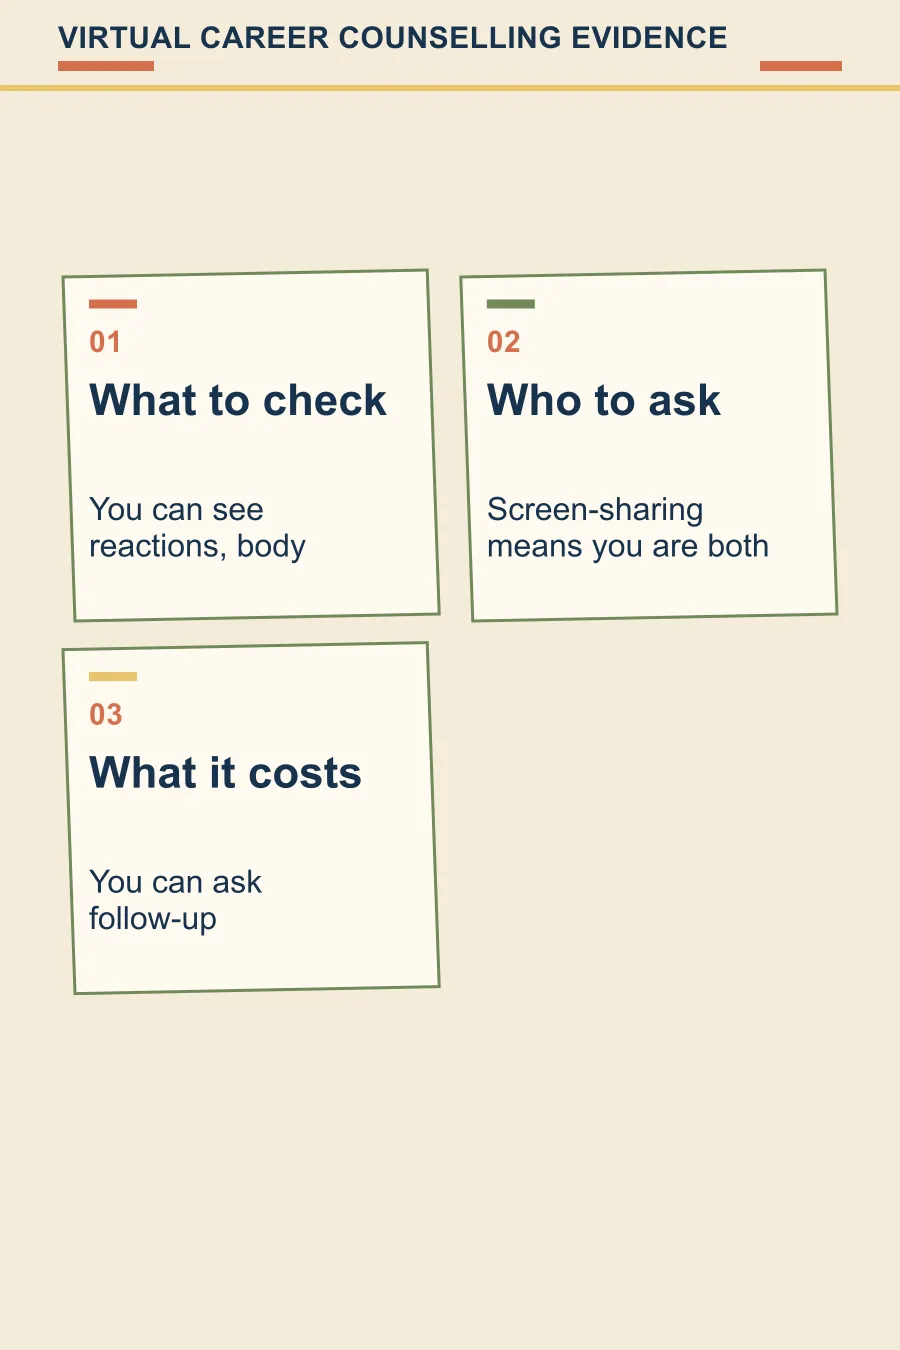 VIRTUAL CAREER COUNSELLING EVIDENCE
01
What to check
You can see
reactions, body
02
Who to ask
Screen-sharing
means you are both
03
What it costs
You can ask
follow-up